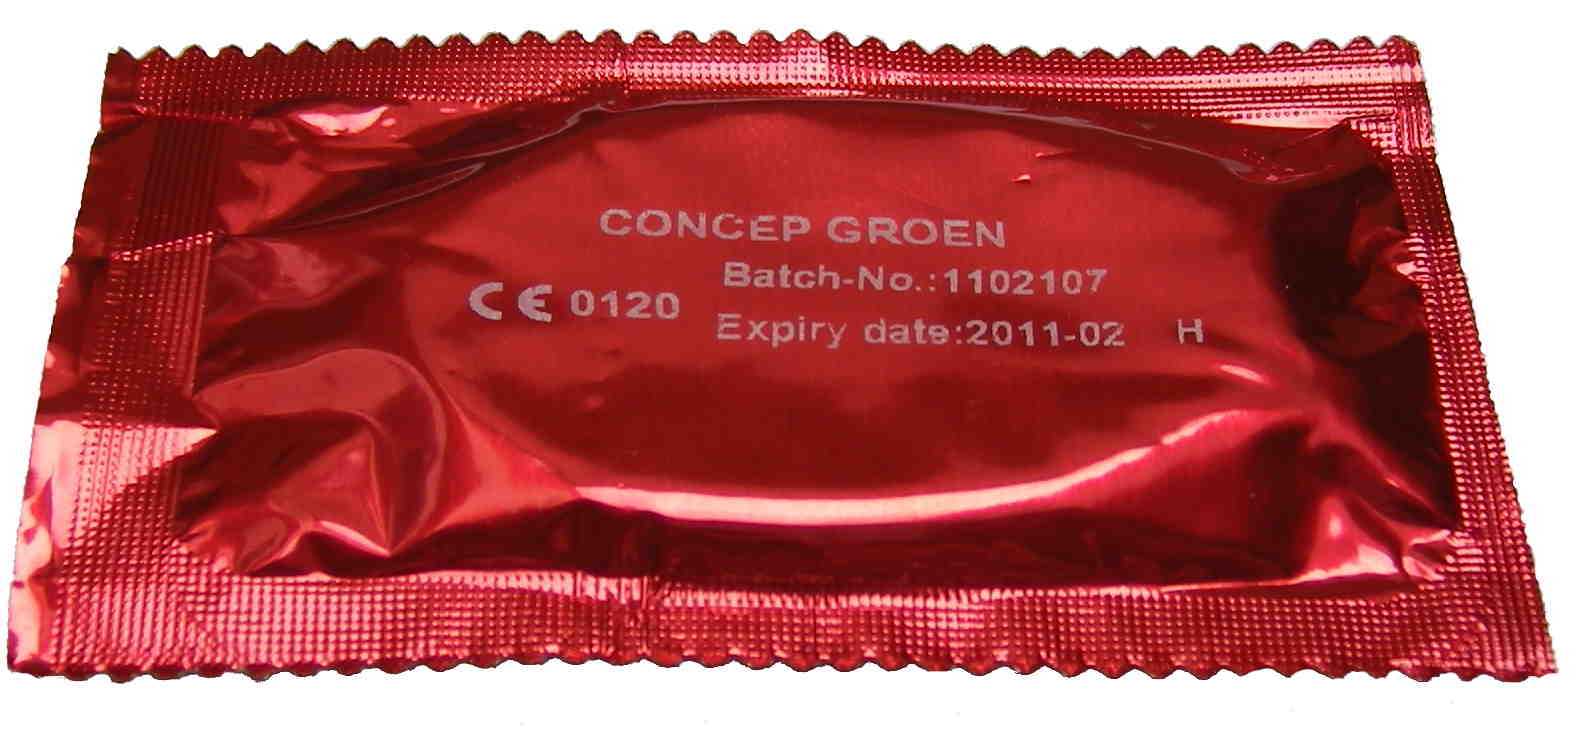 CONCEP GROEN
Batch-No.:1102107
CE 0120
Expiry date:2011-02 H